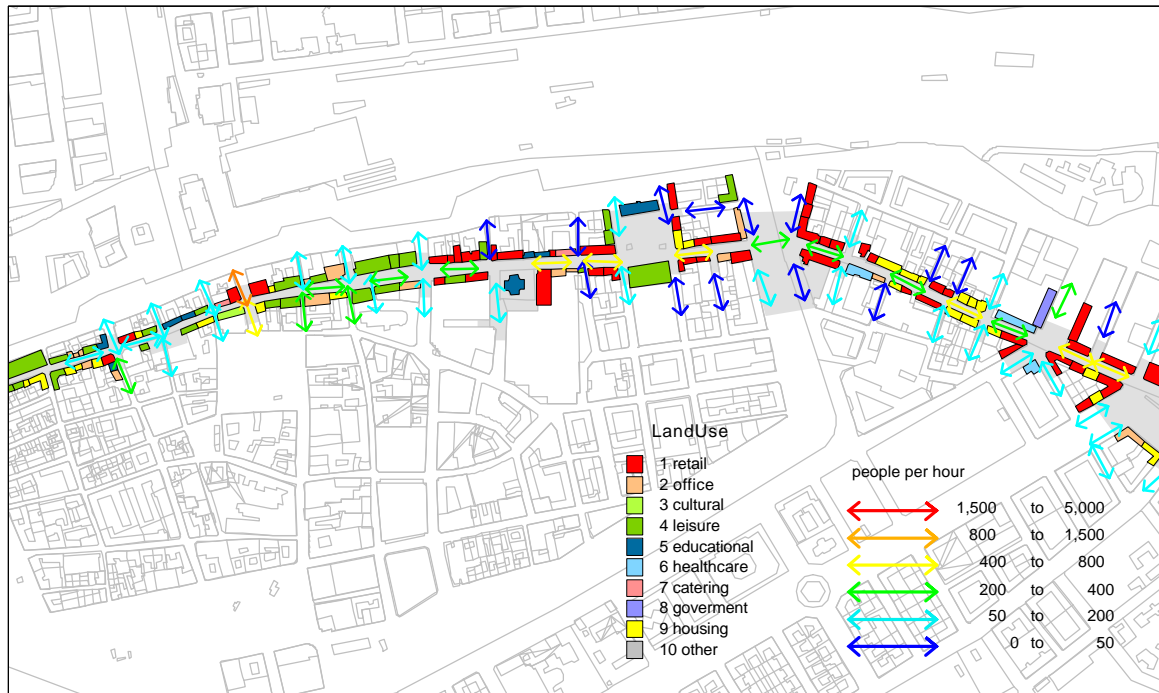 LandUse
1 retail
2 office
3 cultural
4 leisure
5 educational
6 healthcare
7 catering
8 goverment
9 housing
10 other
people per hour
1,500 to 5,000
800 to 1,500
400 to 800
200 to 400
50 to 200
0 to 50